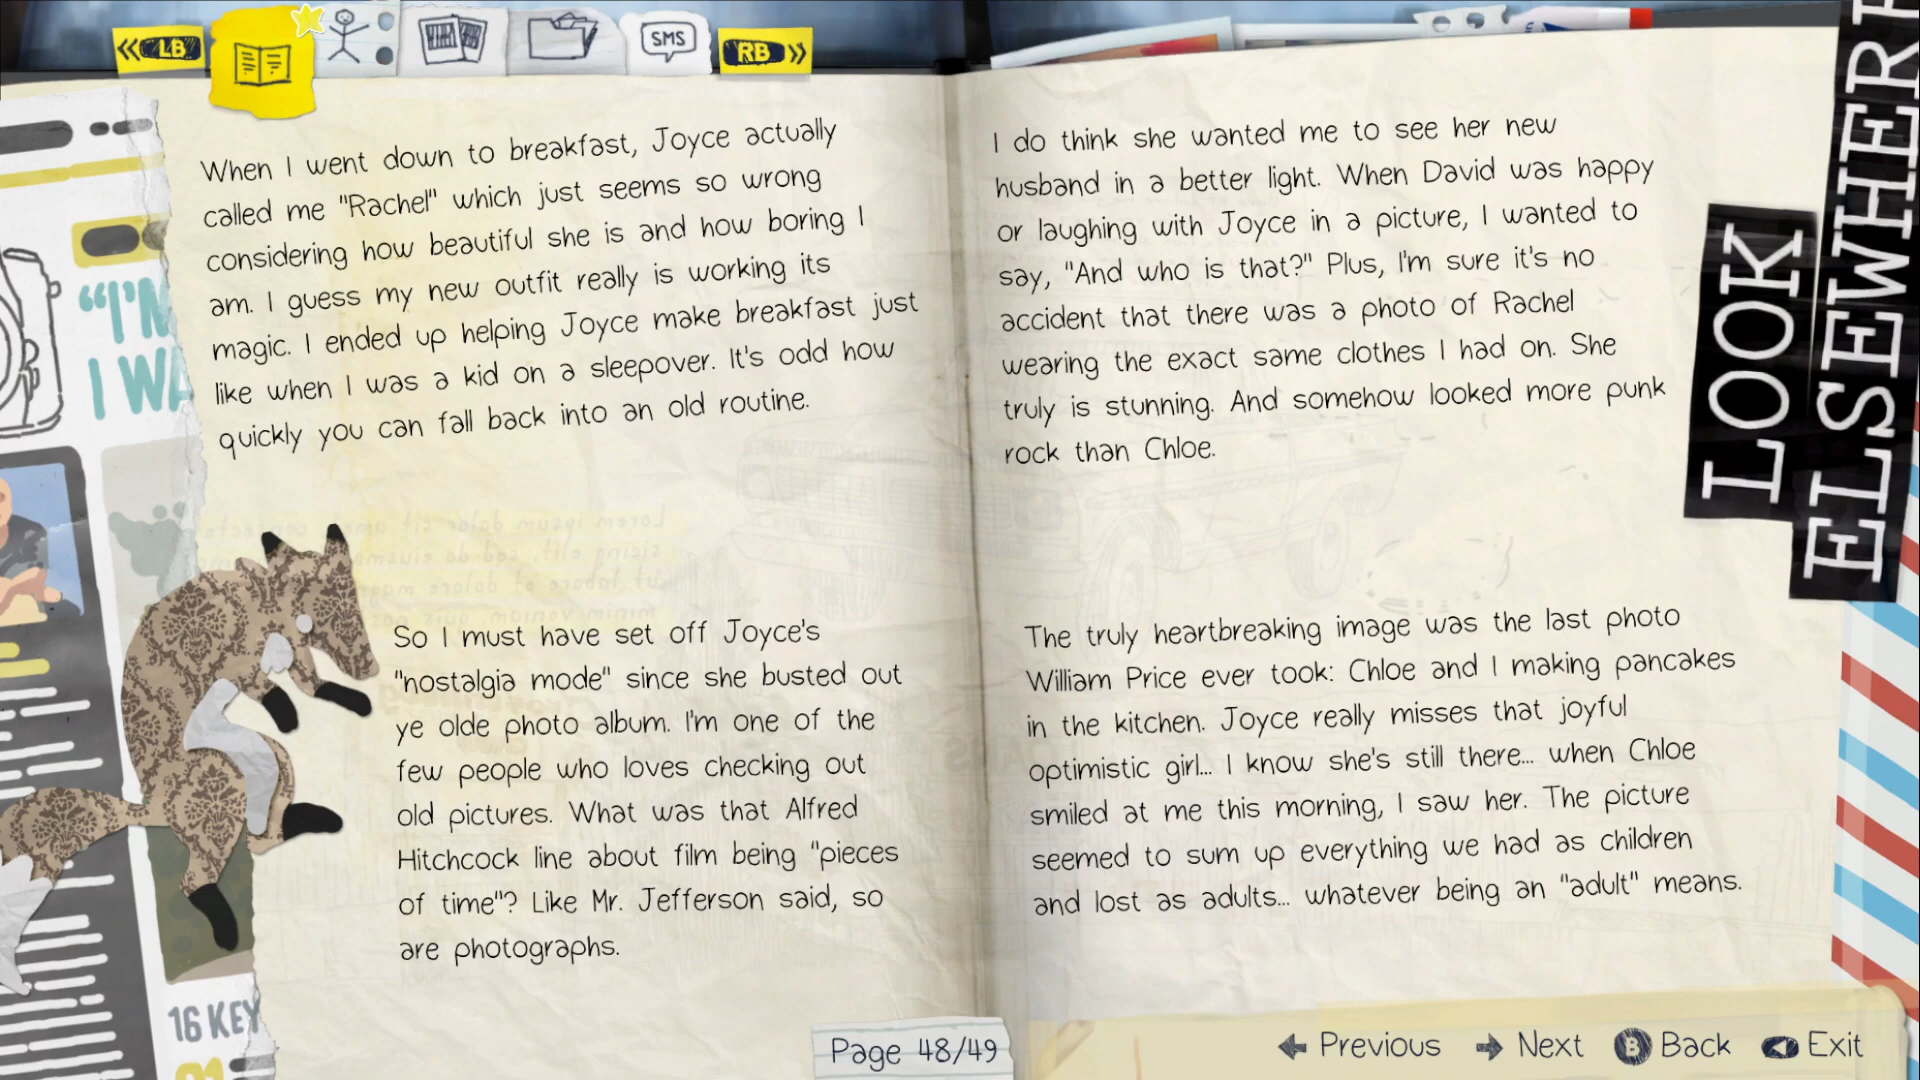 LB
SMS
RB
When I went down to breakfast, Joyce actually
called me "Rachel" which just seems so wrong
considering how beautiful she is and how boring I
am. I guess my new outfit really is working its
magic. I ended up helping Joyce make breakfast just
like when I was a kid on a sleepover. It's odd how
quickly you can fall back into an old routine.
So I must have set off Joyce's
"nostalgia mode" since she busted out
ye olde photo album. I'm one of the
few people who loves checking out
old pictures. What was that Alfred
Hitchcock line about film being "pieces
of time"? Like Mr. Jefferson said, so
are photographs.
I do think she wanted me to see her new
husband in a better light. When David was happy
or laughing with Joyce in a picture, I wanted to
say, "And who is that?" Plus, I'm sure it's no
accident that there was a photo of Rachel
wearing the exact same clothes I had on. She
truly is stunning. And somehow looked more punk
rock than Chloe.
The truly heartbreaking image was the last photo
William Price ever took: Chloe and I making pancakes
in the kitchen. Joyce really misses that joyful
optimistic girl... I know she's still there... when Chloe
smiled at me this morning, I saw her. The picture
seemed to sum up everything we had as children
and lost as adults... whatever being an "adult" means.
"I'M
I WA
16 KEY
LOOK
ELSEWHERE
Page 48/49
Previous
Next
B Back
Exit